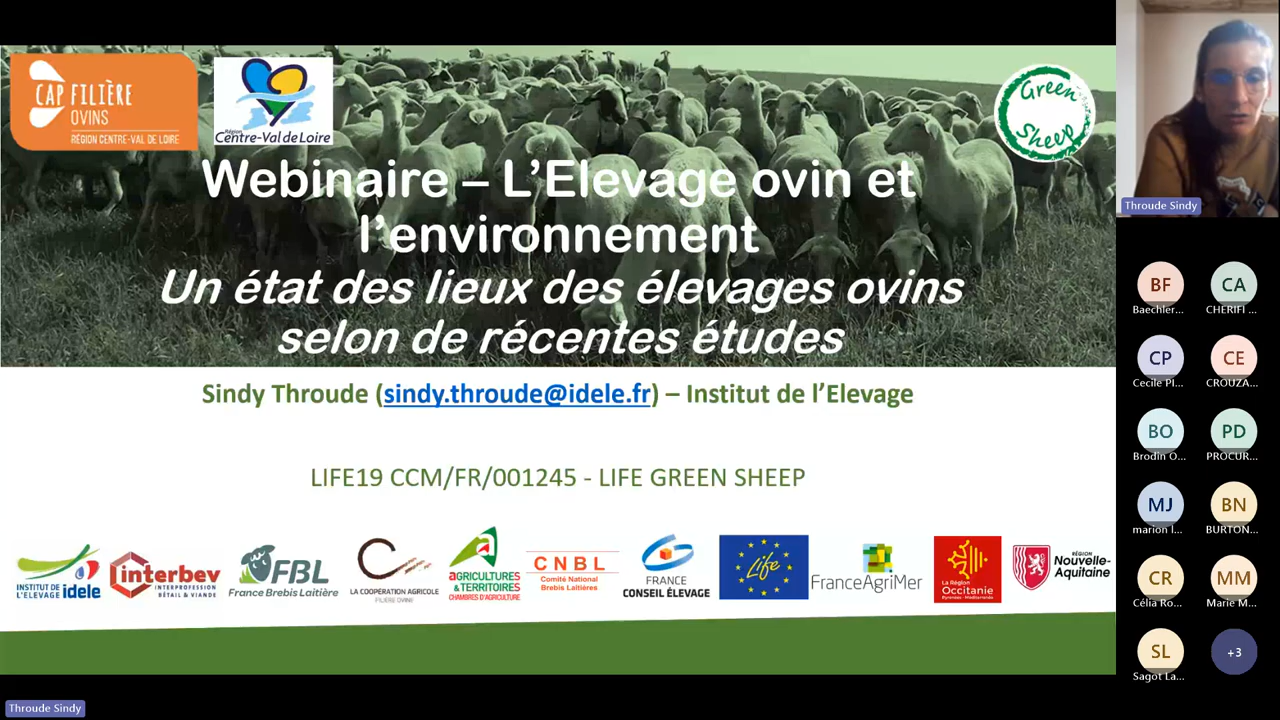 CAP FILIÈRE
OVINS
RÉGION CENTRE-VAL DE LOIRE
Région
Centre-Val de Loire
Green
Sheep
Webinaire – L’Elevage ovin et
l’environnement
Un état des lieux des élevages ovins
selon de récentes études
Sindy Throude (sindy.throude@idele.fr) – Institut de l’Elevage
LIFE19 CCM/FR/001245 - LIFE GREEN SHEEP
INSTITUT DE
L'ELEVAGE idele
interbev
INTERPROFESSION
BÉTAIL & VIANDE
FBL
France Brebis Laitière
LA COOPÉRATION AGRICOLE
FILIÈRE OVINE
AGRICULTURES
& TERRITOIRES
CHAMBRES D'AGRICULTURE
CNBL
Comité National
Brebis Laitières
FRANCE
CONSEIL ÉLEVAGE
Life
FranceAgriMer
La Région
Occitanie
Pyrénées - Méditerranée
RÉGION
Nouvelle-
Aquitaine
Throude Sindy
BF
CA
Baechler...
CHERIFI ...
CP
CE
Cecile Pl...
CROUZA...
BO
PD
Brodin O...
PROCUR...
MJ
BN
marion l...
BURTON...
CR
MM
Célia Ro...
Marie M...
SL
+3
Sagot La...
Throude Sindy